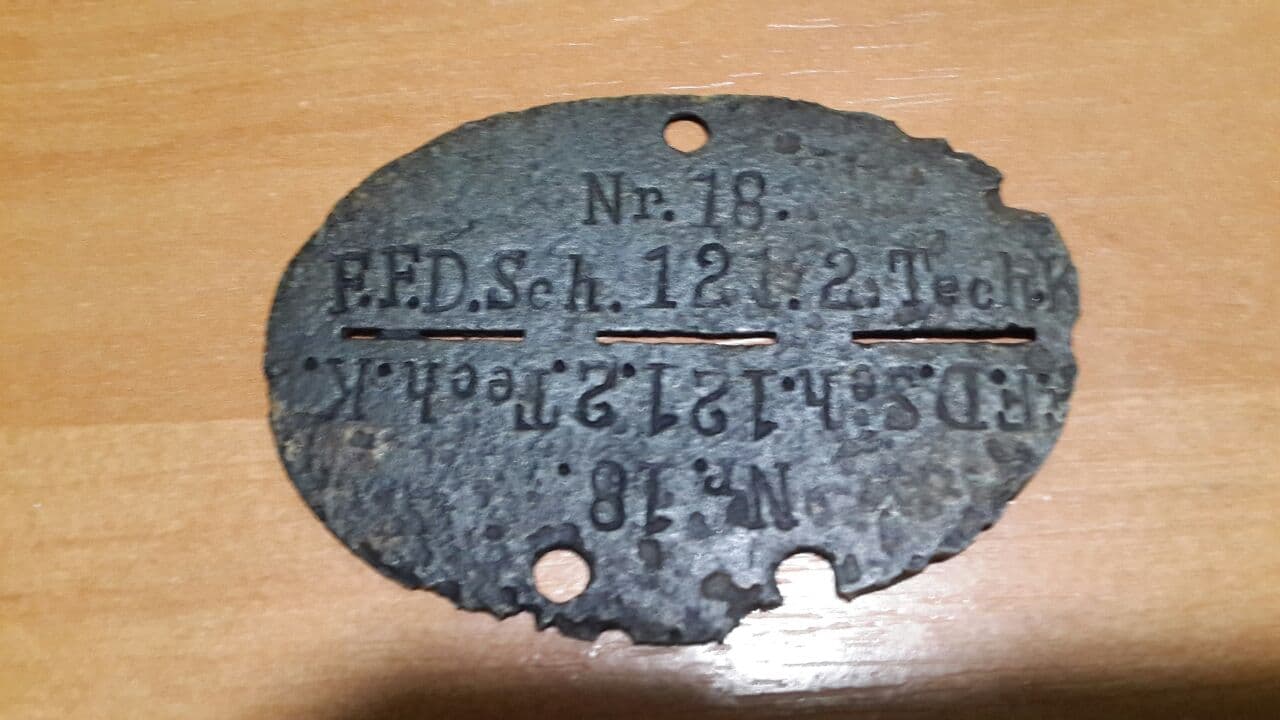 Nr. 18.
F.F.D.Sch. 121. 2. Tech.K
F.D.Sch.121.2.Tech.K.
Nr. 18.